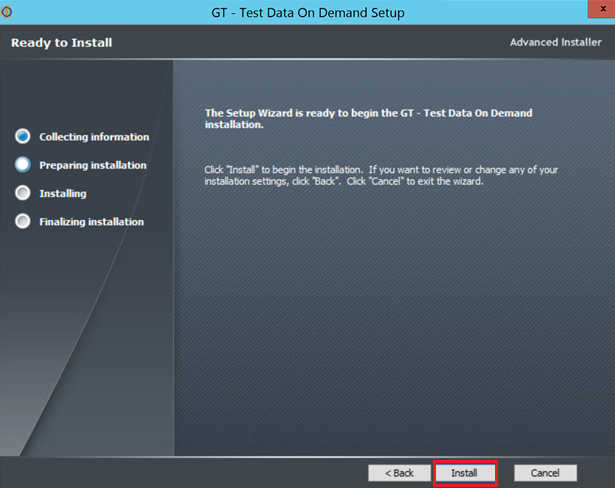 GT - Test Data On Demand Setup
x
Ready to Install
Advanced Installer
Collecting information
Preparing installation
Installing
Finalizing installation
The Setup Wizard is ready to begin the GT - Test Data On Demand
installation.
Click "Install" to begin the installation.  If you want to review or change any of your
installation settings, click "Back".  Click "Cancel" to exit the wizard.
< Back
Install
Cancel